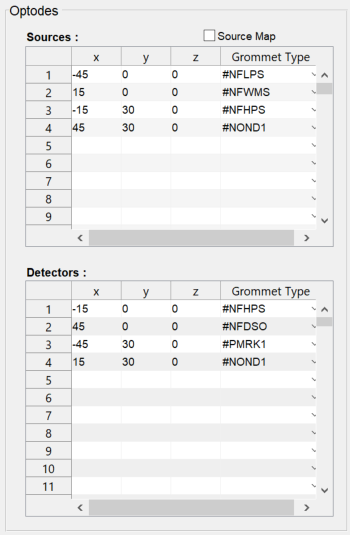 Optodes
Sources : Source Map
x y z Grommet Type
1 -45 0 0 #NFLPS
2 15 0 0 #NFWMS
3 -15 30 0 #NFHPS
4 45 30 0 #NOND1
5
6
7
8
9
Detectors :
x y z Grommet Type
1 -15 0 0 #NFHPS
2 45 0 0 #NFDSO
3 -45 30 0 #PMRK1
4 15 30 0 #NOND1
5
6
7
8
9
10
11